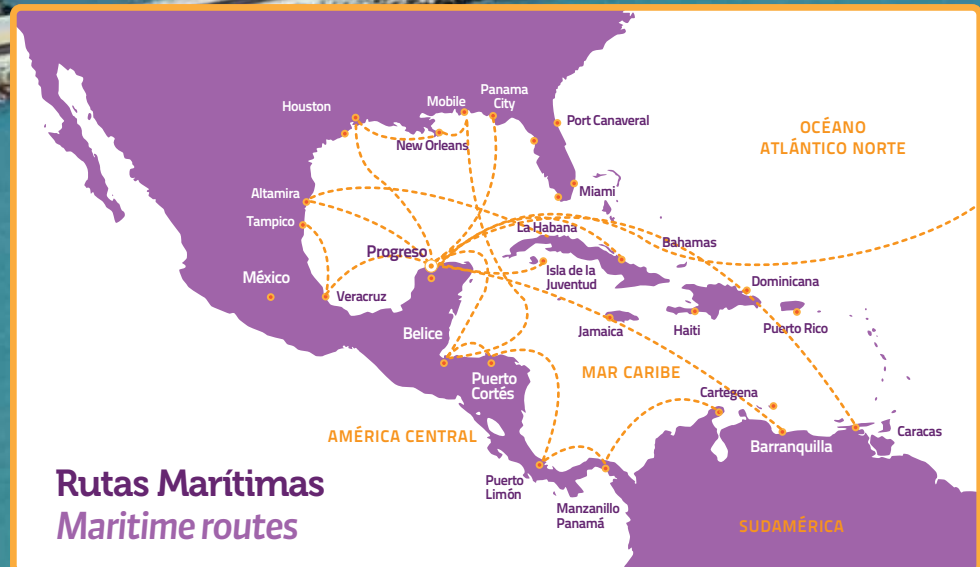 Panama
City
Houston
Mobile
Port Canaveral
OCÉANO
ATLÁNTICO NORTE
New Orleans
Altamira
Miami
Tampico
La Habana
Progreso
Bahamas
México
Isla de la
Juventud
Dominicana
Veracruz
Belice
Jamaica
Haiti
Puerto Rico
MAR CARIBE
Puerto
Cortés
Cartegena
AMÉRICA CENTRAL
Caracas
Barranquilla
Rutas Marítimas
Maritime routes
Puerto
Limón
Manzanillo
Panamá
SUDAMÉRICA